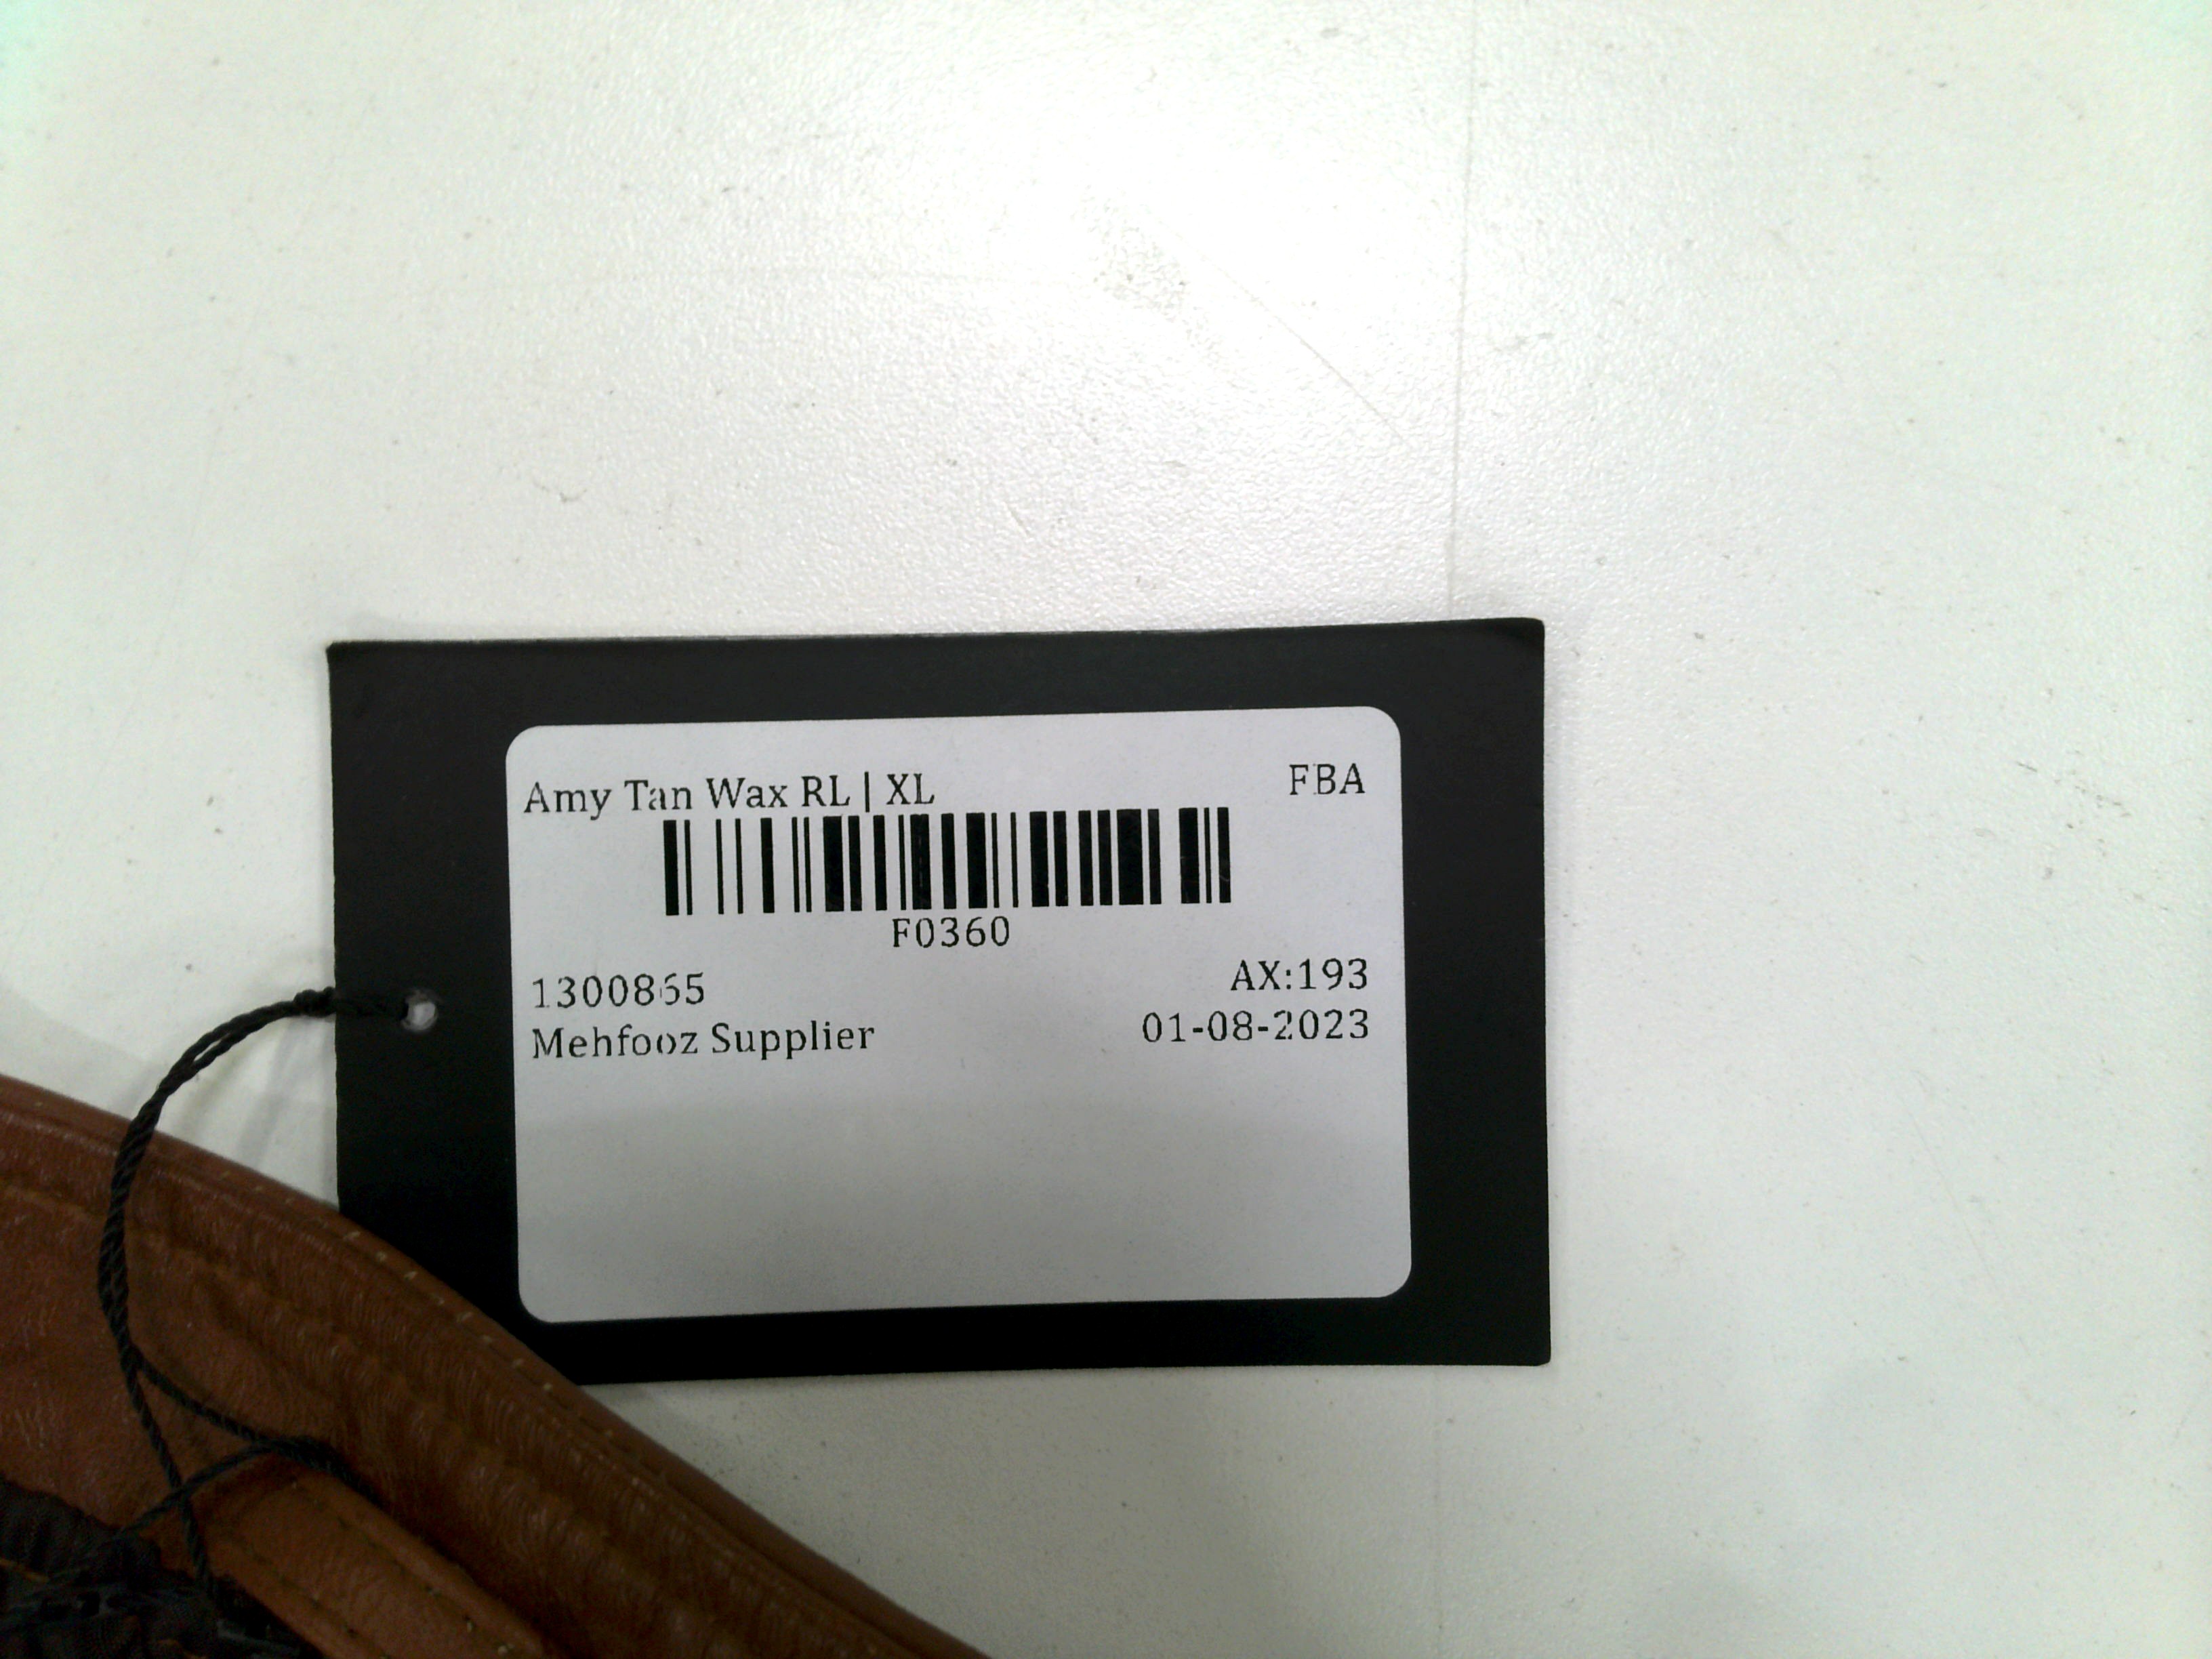 Amy Tan Wax RL | XL FBA
F0360
1300865 AX:193
Mehfooz Supplier 01-08-2023